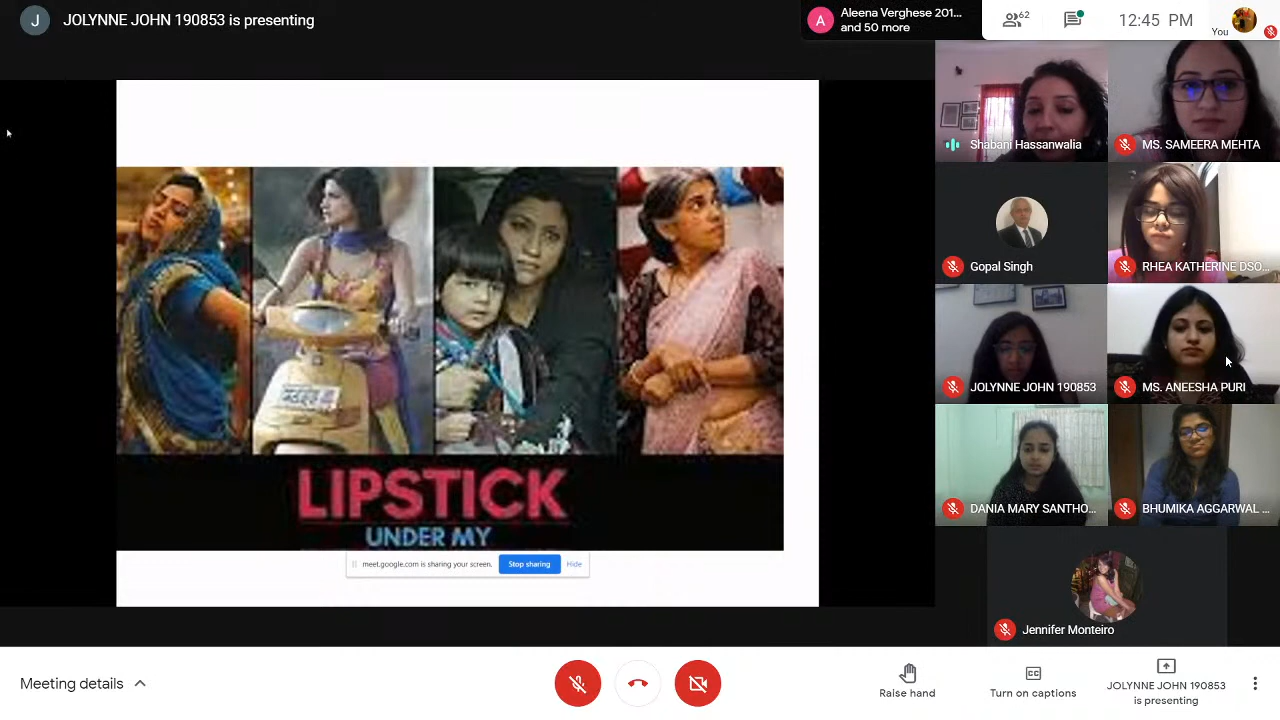 J JOLYNNE JOHN 190853 is presenting
A Aleena Verghese 201...
and 50 more
62
12:45 PM
You
Shabani Hassanwalia
MS. SAMEERA MEHTA
Gopal Singh
RHEA KATHERINE DSO...
JOLYNNE JOHN 190853
MS. ANEESHA PURI
DANIA MARY SANTHO...
BHUMIKA AGGARWAL ...
Jennifer Monteiro
LIPSTICK
UNDER MY
meet.google.com is sharing your screen.
Stop sharing
Hide
Meeting details
Raise hand
CC
Turn on captions
JOLYNNE JOHN 190853
is presenting